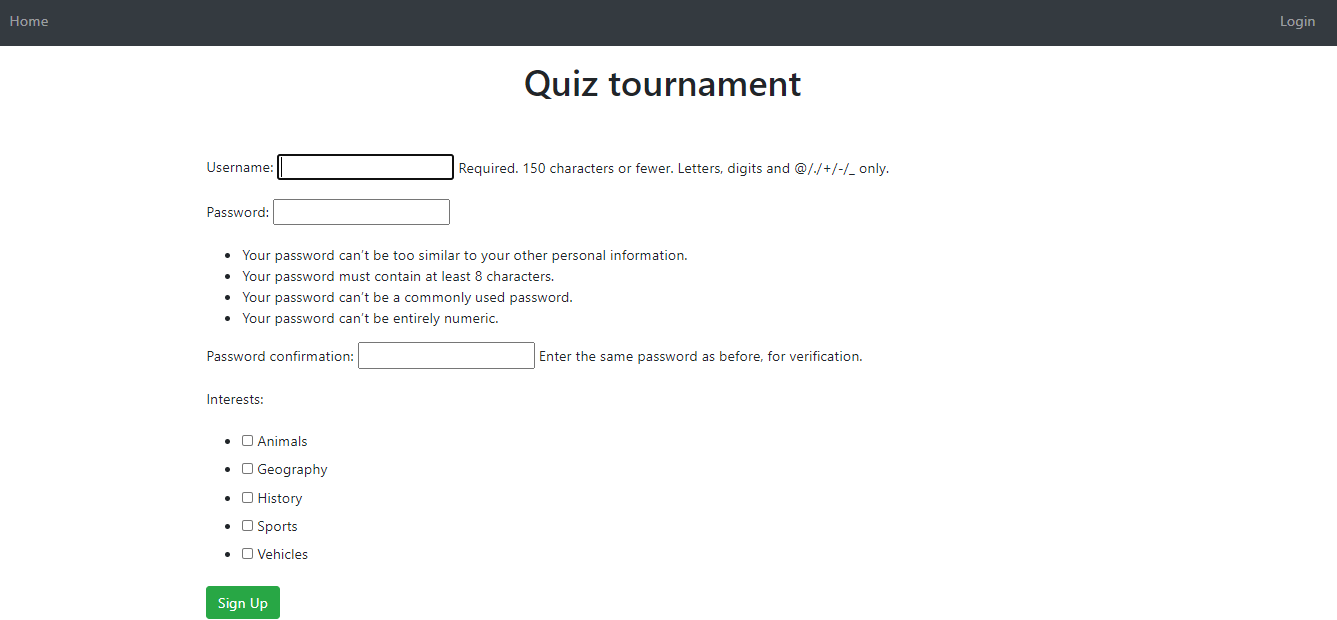 Home Login
Quiz tournament
Username: Required. 150 characters or fewer. Letters, digits and @/./+/-/_ only.
Password:
Your password can't be too similar to your other personal information.
Your password must contain at least 8 characters.
Your password can't be a commonly used password.
Your password can't be entirely numeric.
Password confirmation: Enter the same password as before, for verification.
Interests:
Animals
Geography
History
Sports
Vehicles
Sign Up